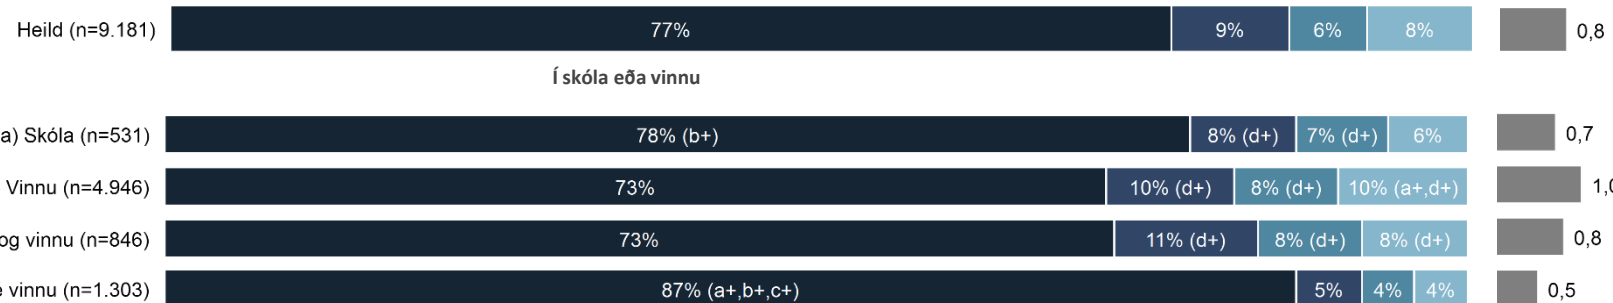 Heild (n=9.181) 77% 9% 6% 8% 0,8
Í skóla eða vinnu
a) Skóla (n=531) 78% (b+) 8% (d+) 7% (d+) 6% 0,7
Vinnu (n=4.946) 73% 10% (d+) 8% (d+) 10% (a+,d+) 1,0
og vinnu (n=846) 73% 11% (d+) 8% (d+) 8% (d+) 0,8
vinnu (n=1.303) 87% (a+,b+,c+) 5% 4% 4% 0,5